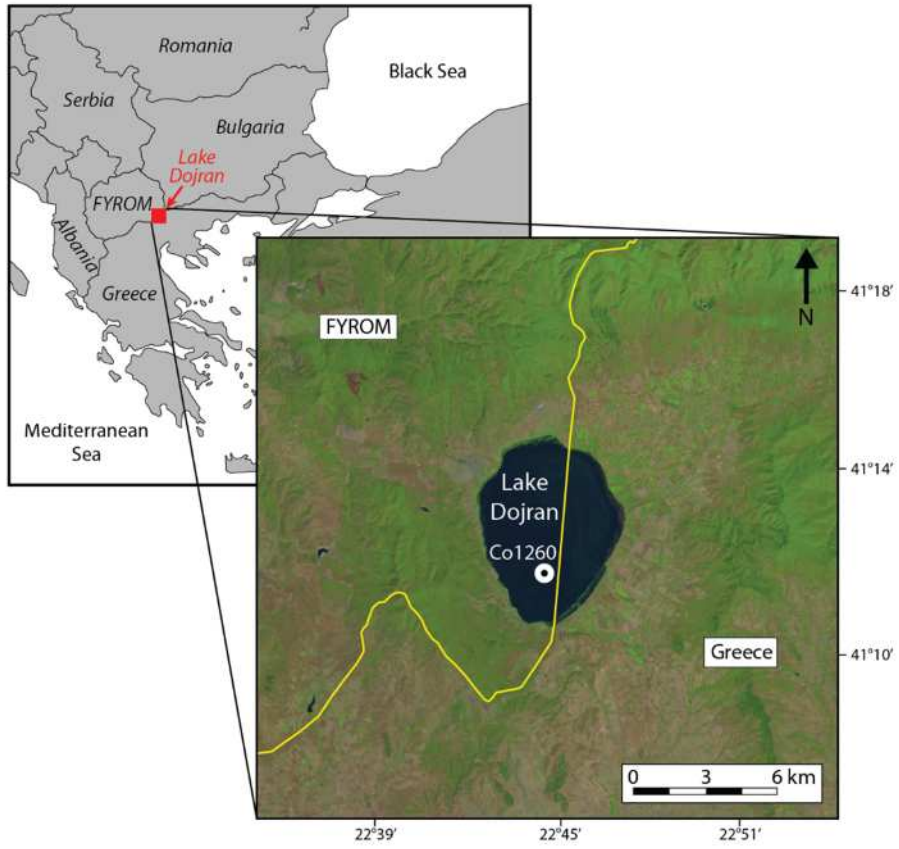 Romania
Black Sea
Serbia
Bulgaria
Lake
Dojran
FYROM
Albania
Greece
Mediterranean
Sea
N
41°18′
FYROM
41°14′
Lake
Dojran
Co1260
Greece
41°10′
0 3 6 km
22°39′ 22°45′ 22°51′